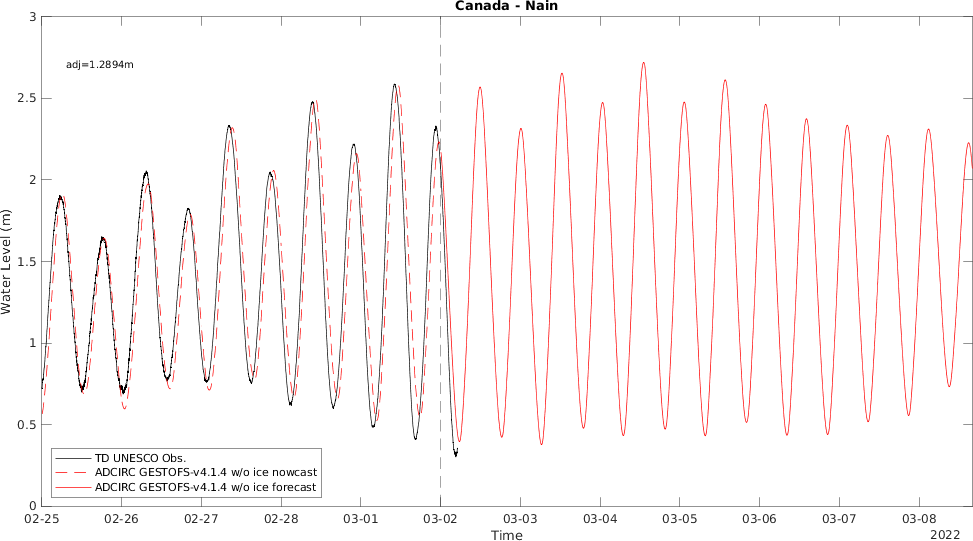 Canada - Nain
3
2.5
2
1.5
1
0.5
0
Water Level (m)
adj=1.2894m
TD UNESCO Obs.
ADCIRC GESTOFS-v4.1.4 w/o ice nowcast
ADCIRC GESTOFS-v4.1.4 w/o ice forecast
02-25 02-26 02-27 02-28 03-01 03-02 03-03 03-04 03-05 03-06 03-07 03-08
Time
2022